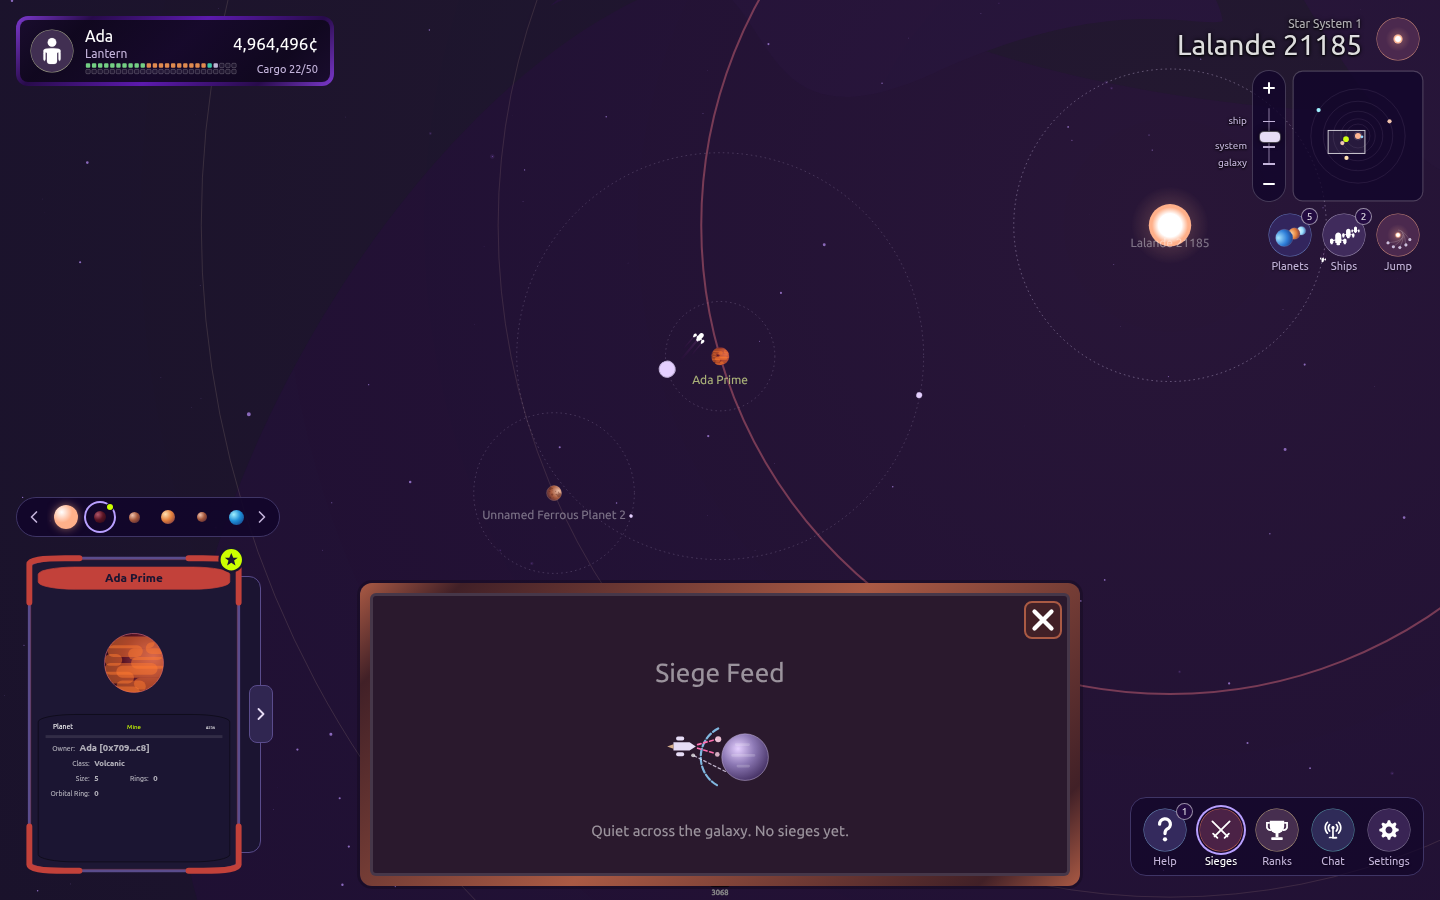 Ada
Lantern
4,964,496¢
Cargo 22/50
Star System 1
Lalande 21185
ship
system
galaxy
5
2
Planets
Ships
Jump
Lalande 21185
Ada Prime
Unnamed Ferrous Planet 2
Ada Prime
Planet
Mine
Owner: Ada [0x709...c8]
Class: Volcanic
Size: 5
Rings: 0
Orbital Ring: 0
Siege Feed
Quiet across the galaxy. No sieges yet.
1
Help
Sieges
Ranks
Chat
Settings
3068